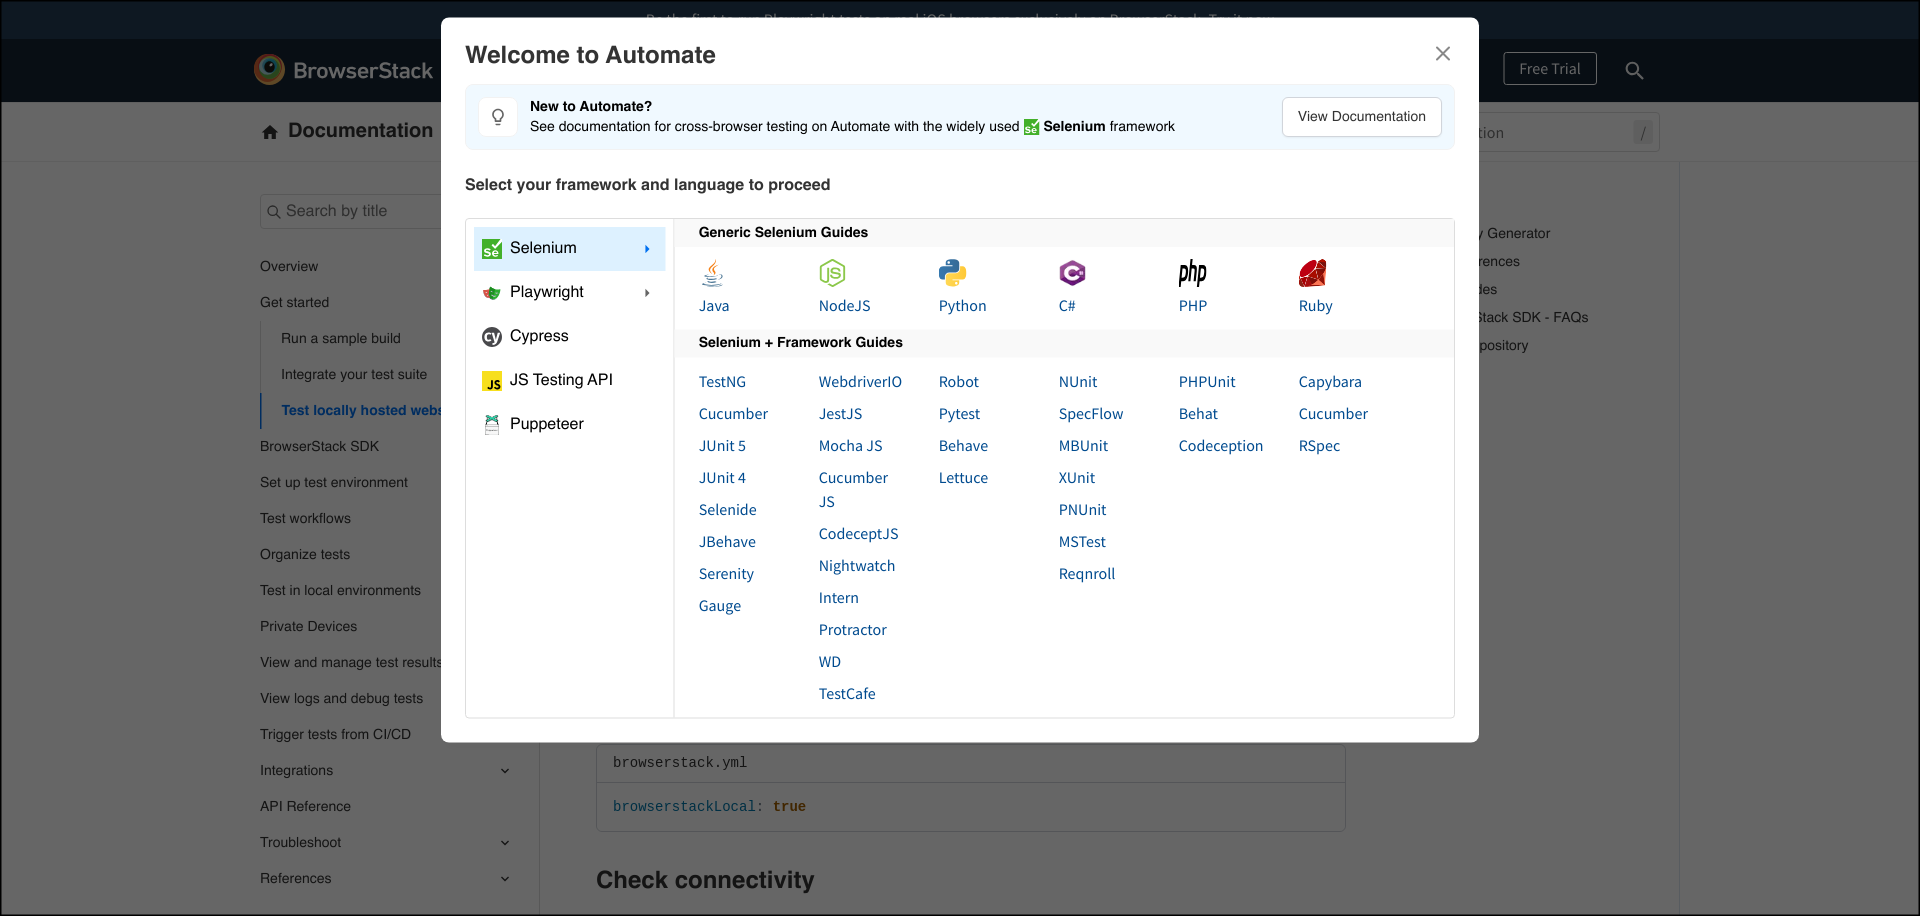 Welcome to Automate
BrowserStack
Free Trial
New to Automate?
See documentation for cross-browser testing on Automate with the widely used Selenium framework
View Documentation
Documentation
/
Select your framework and language to proceed
Search by title
Overview
Get started
Run a sample build
Integrate your test suite
Test locally hosted webs
BrowserStack SDK
Set up test environment
Test workflows
Organize tests
Test in local environments
Private Devices
View and manage test results
View logs and debug tests
Trigger tests from CI/CD
Integrations
API Reference
Troubleshoot
References
Selenium
Playwright
Cypress
JS Testing API
Puppeteer
Generic Selenium Guides
Java
NodeJS
Python
C#
php
PHP
Ruby
Selenium + Framework Guides
TestNG
Cucumber
JUnit 5
JUnit 4
Selenide
JBehave
Serenity
Gauge
WebdriverIO
JestJS
Mocha JS
Cucumber
JS
CodeceptJS
Nightwatch
Intern
Protractor
WD
TestCafe
Robot
Pytest
Behave
Lettuce
NUnit
SpecFlow
MBUnit
XUnit
PNUnit
MSTest
Reqnroll
PHPUnit
Behat
Codeception
Capybara
Cucumber
RSpec
y Generator
rences
des
Stack SDK - FAQs
pository
browserstack.yml
browserstackLocal: true
Check connectivity